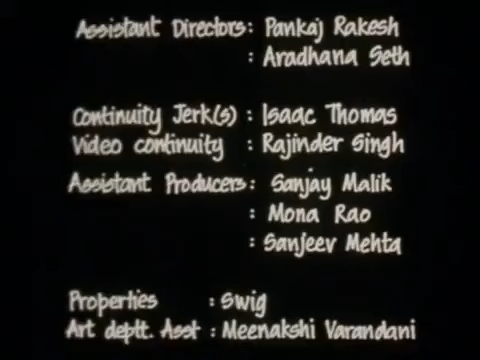 Assistant Directors: Pankaj Rakesh
: Aradhana Seth
Continuity Jerk(s) : Isaac Thomas
Video continuity : Rajinder Singh
Assistant Producers: Sanjay Malik
: Mona Rao
: Sanjeev Mehta
Properties : Swig
Art deptt. Asst : Meenakshi Varandani